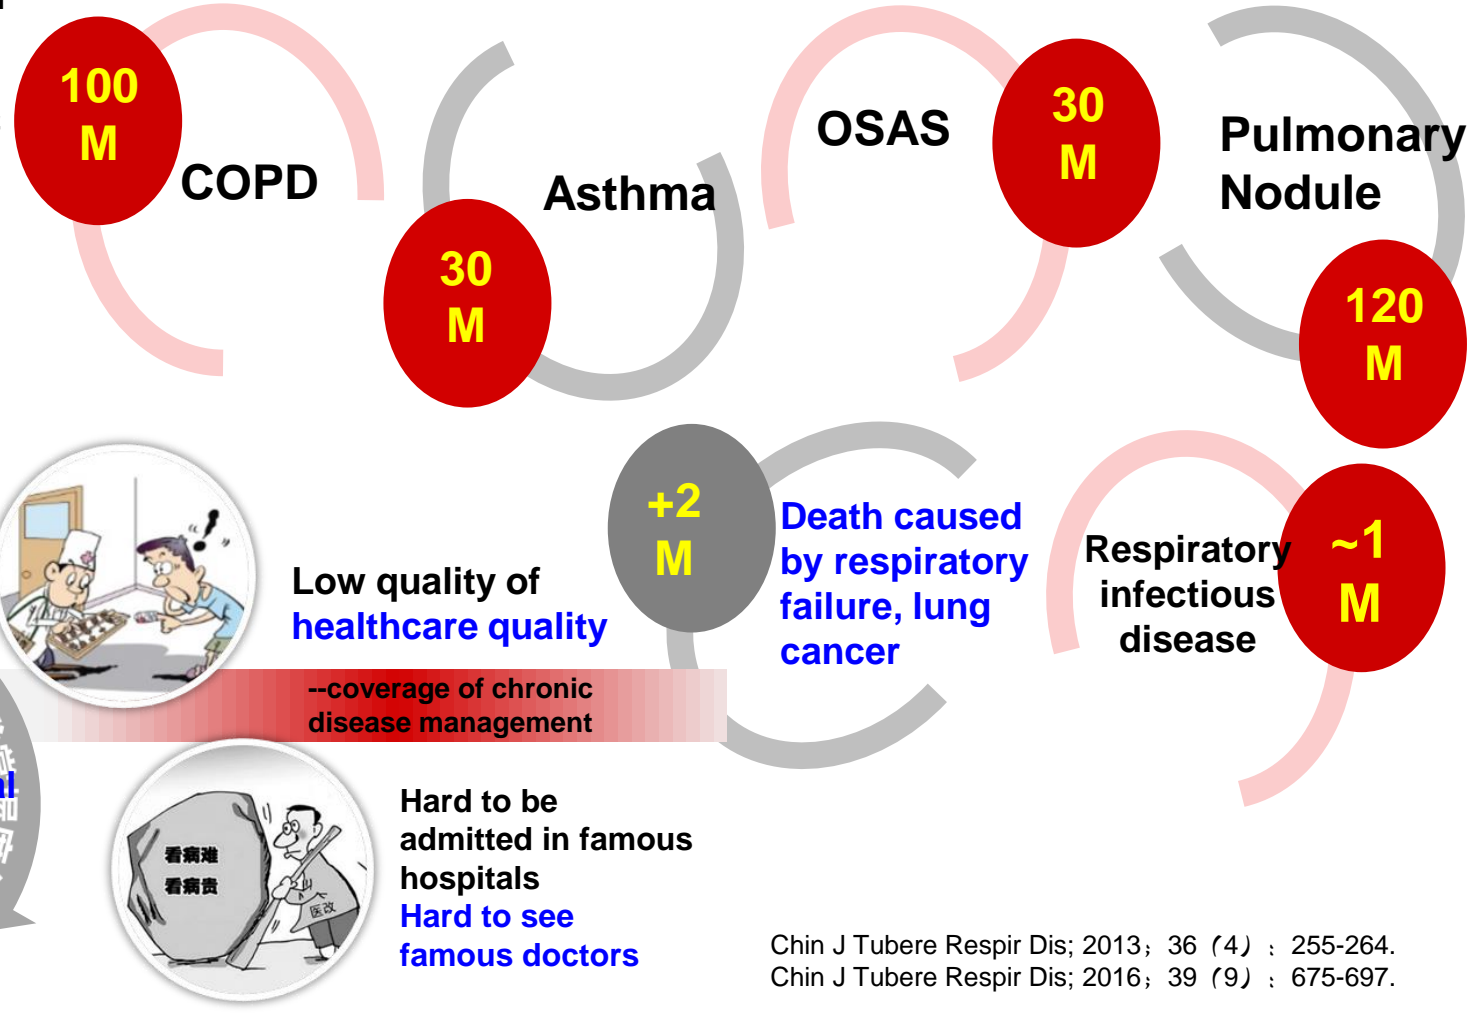 100
M
COPD
30
M
Asthma
OSAS
30
M
Pulmonary
Nodule
120
M
+2
M
Death caused
by respiratory
failure, lung
cancer
Respiratory
infectious
disease
~1
M
Low quality of
healthcare quality
--coverage of chronic
disease management
看病难
看病贵
医改
Hard to be
admitted in famous
hospitals
Hard to see
famous doctors
Chin J Tubere Respir Dis; 2013；36（4）：255-264.
Chin J Tubere Respir Dis; 2016；39（9）：675-697.